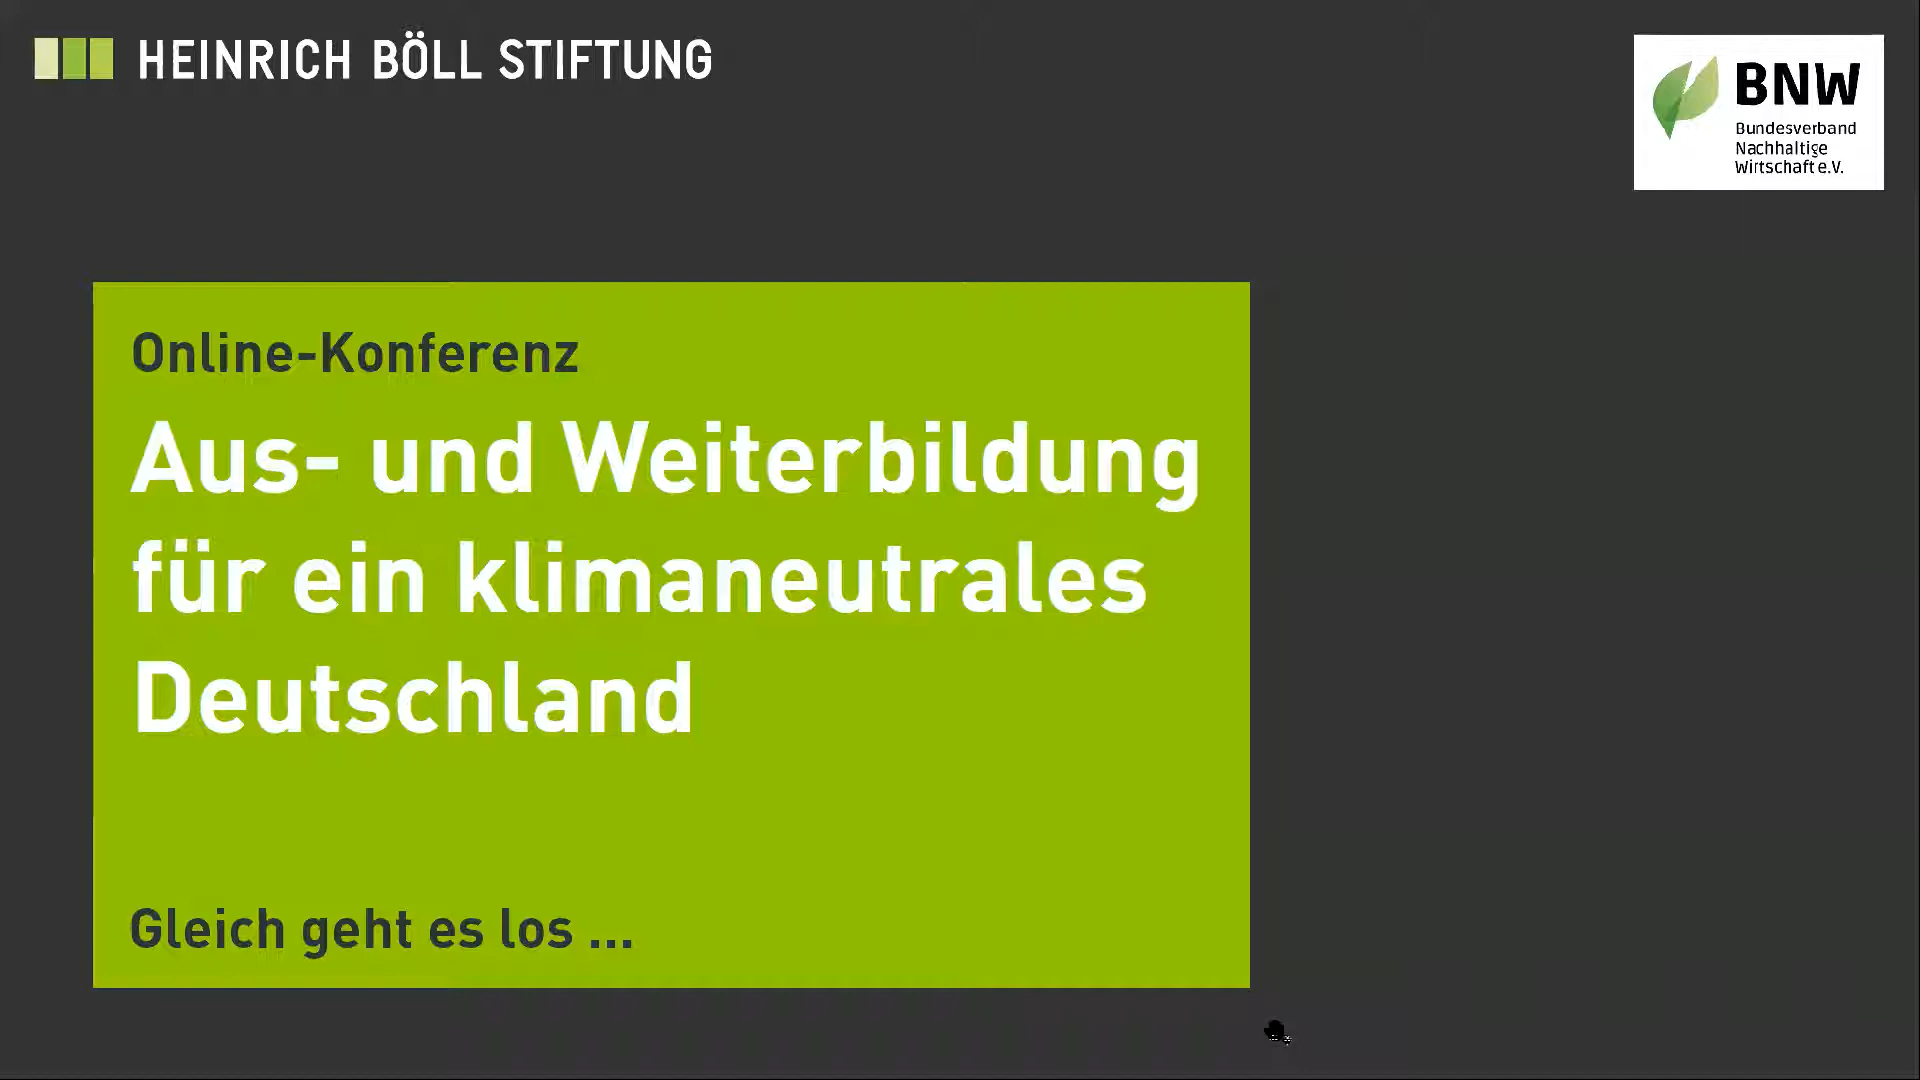 HEINRICH BÖLL STIFTUNG
BNW
Bundesverband
Nachhaltige
Wirtschaft e.V.
Online-Konferenz
Aus- und Weiterbildung
für ein klimaneutrales
Deutschland
Gleich geht es los ...